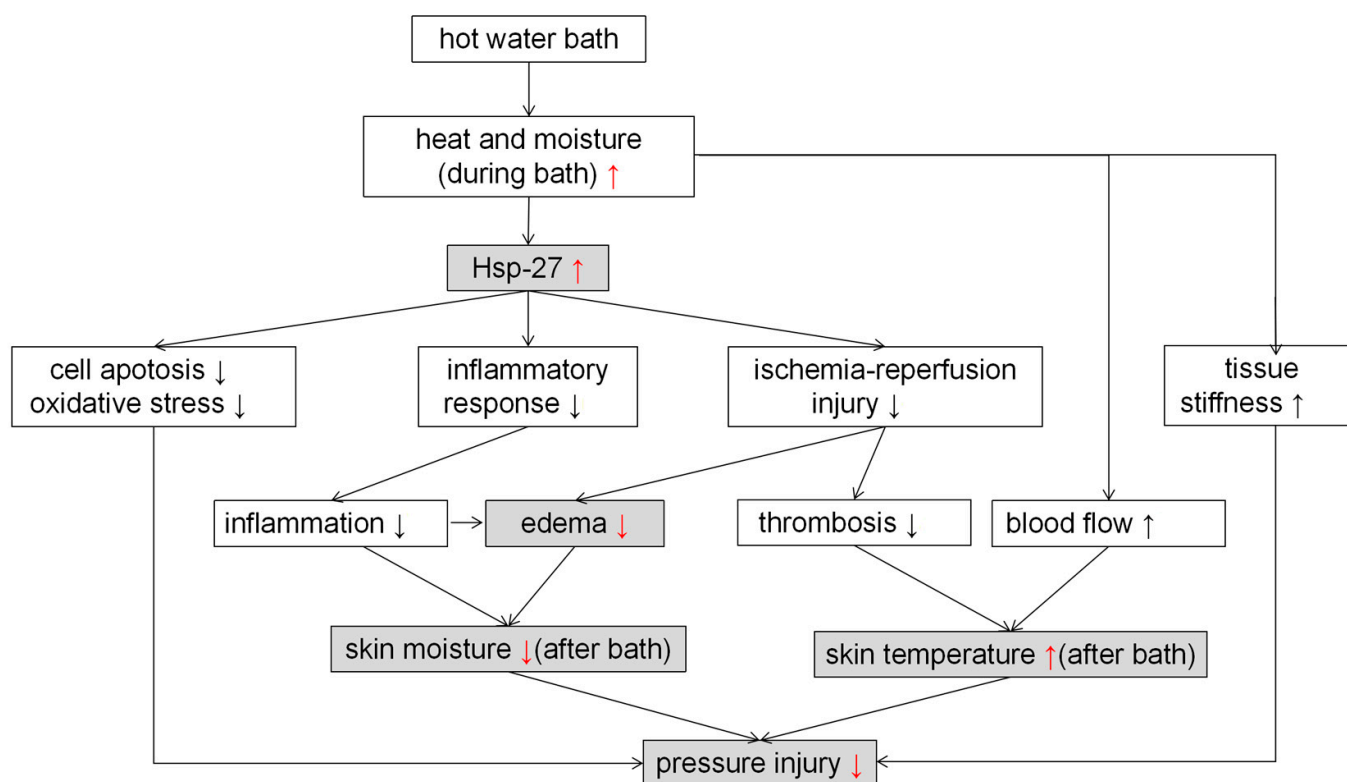 hot water bath
heat and moisture
(during bath) ↑
Hsp-27 ↑
cell apotosis ↓
oxidative stress ↓
inflammatory
response ↓
ischemia-reperfusion
injury ↓
tissue
stiffness ↑
inflammation ↓
edema ↓
thrombosis ↓
blood flow ↑
skin moisture ↓(after bath)
skin temperature ↑(after bath)
pressure injury ↓